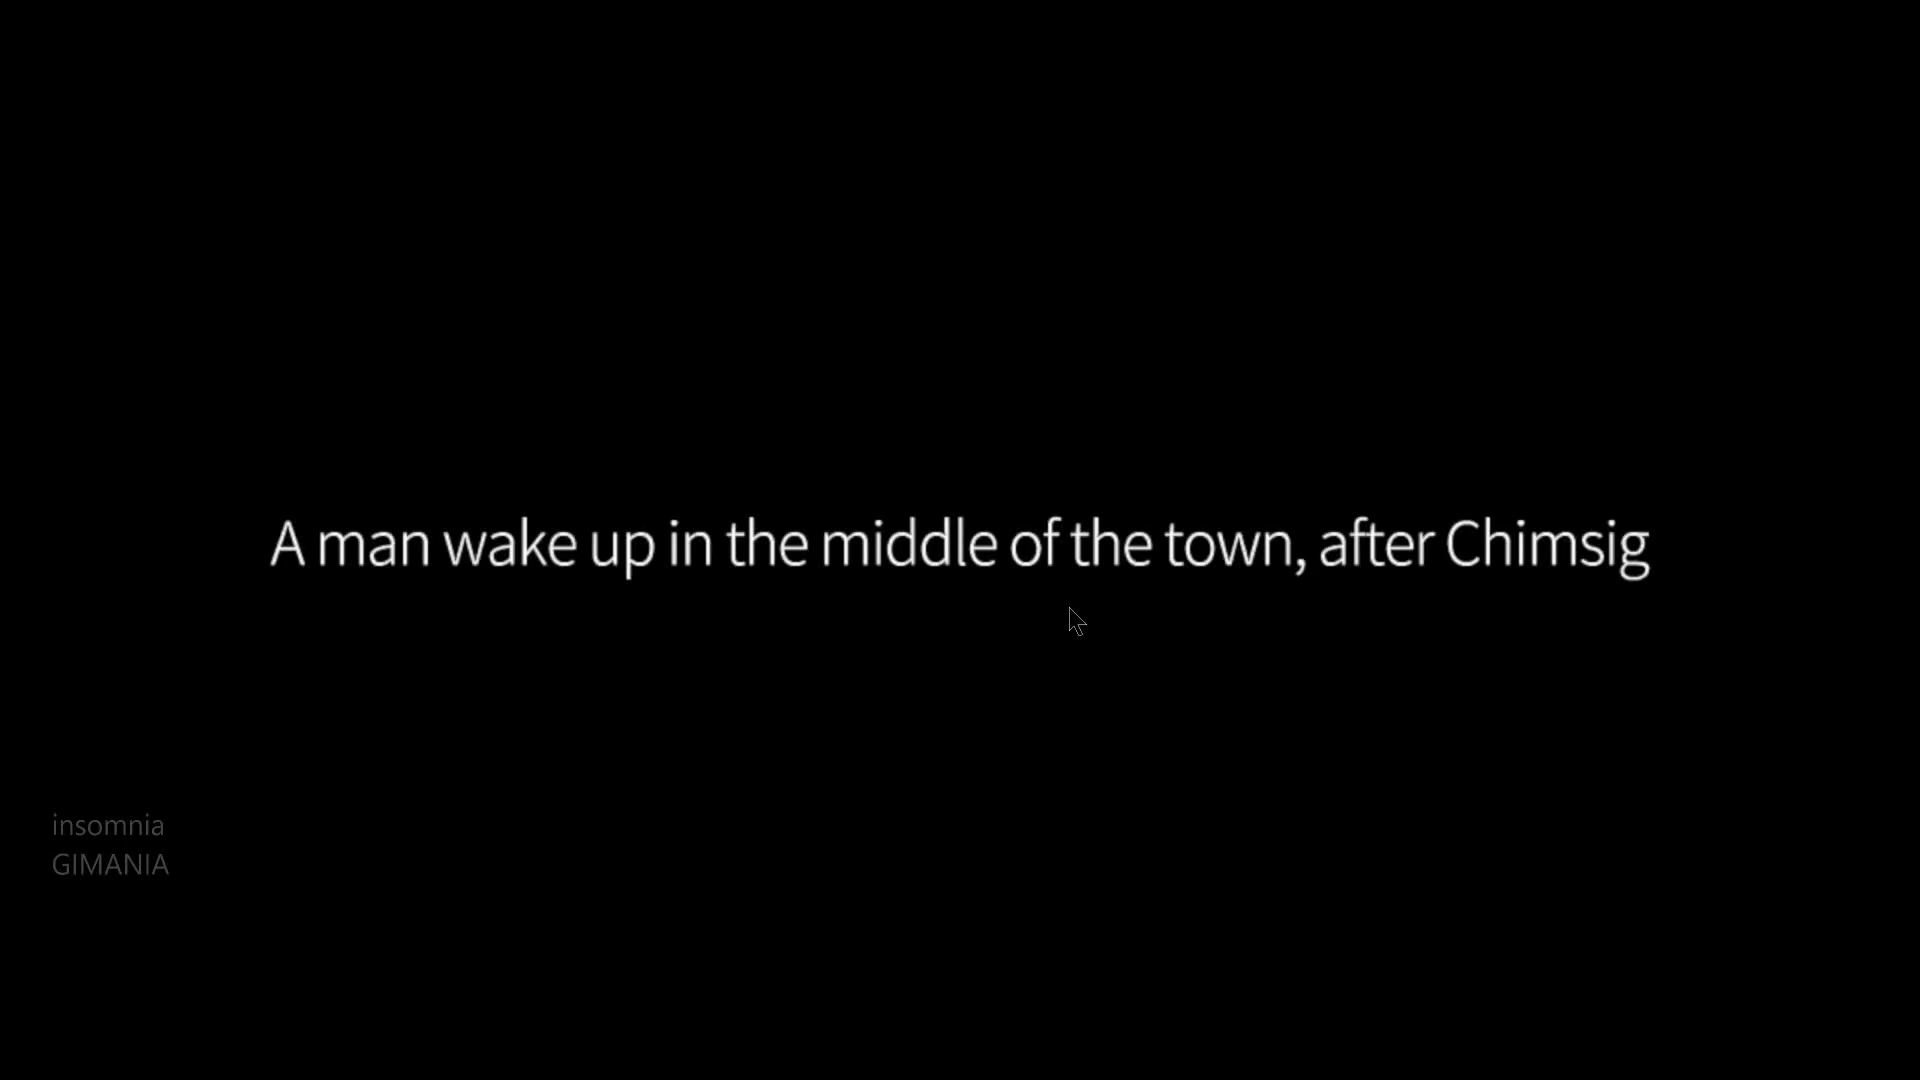 A man wake up in the middle of the town, after Chimsig
insomnia
GIMANIA